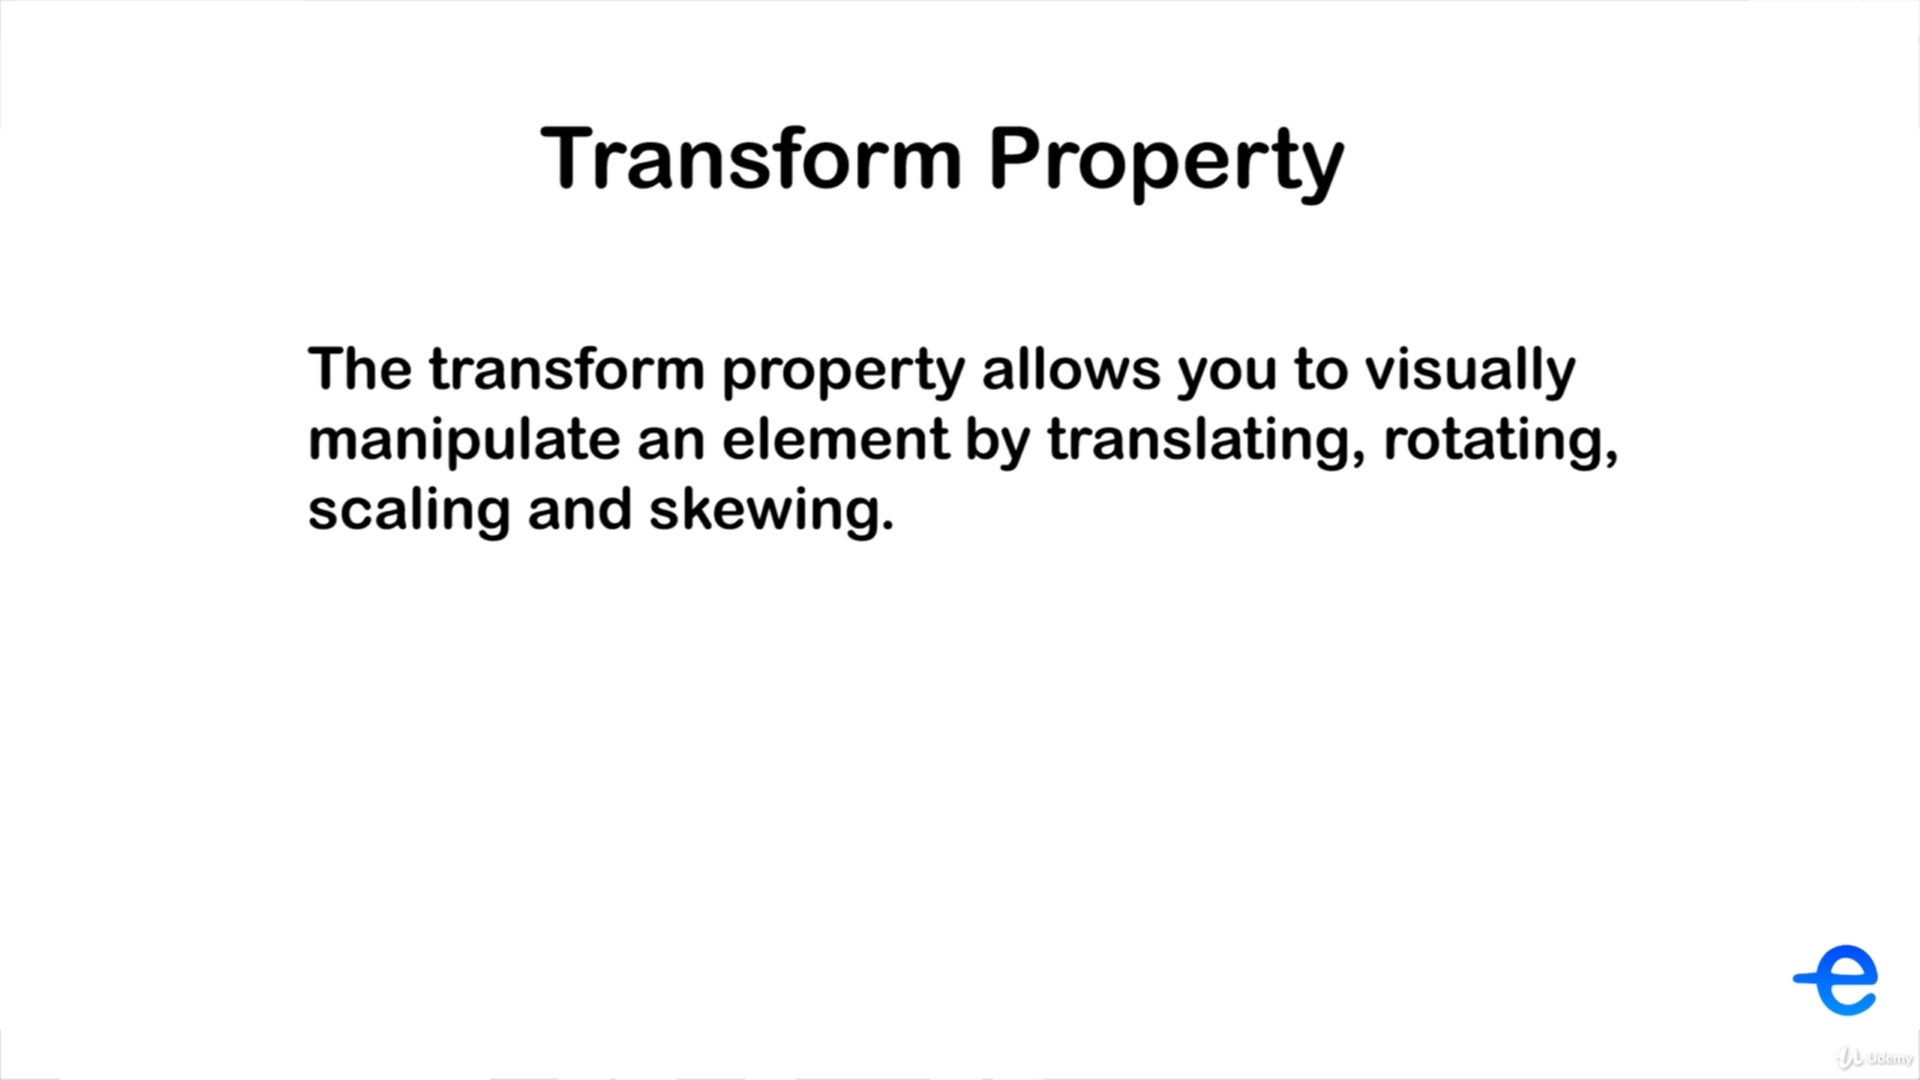 Transform Property
The transform property allows you to visually
manipulate an element by translating, rotating,
scaling and skewing.
e
Udemy